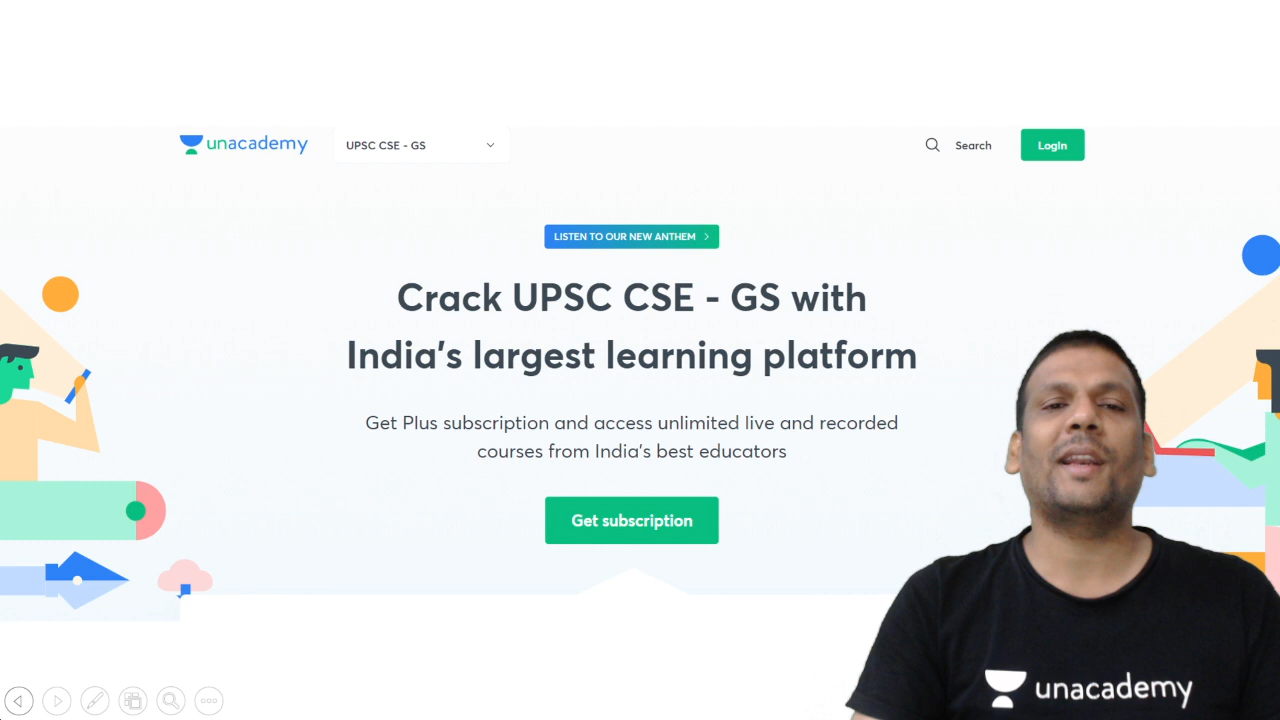 unacademy
UPSC CSE - GS
Search
Login
LISTEN TO OUR NEW ANTHEM
Crack UPSC CSE - GS with
India's largest learning platform
Get Plus subscription and access unlimited live and recorded
courses from India's best educators
Get subscription
unacademy